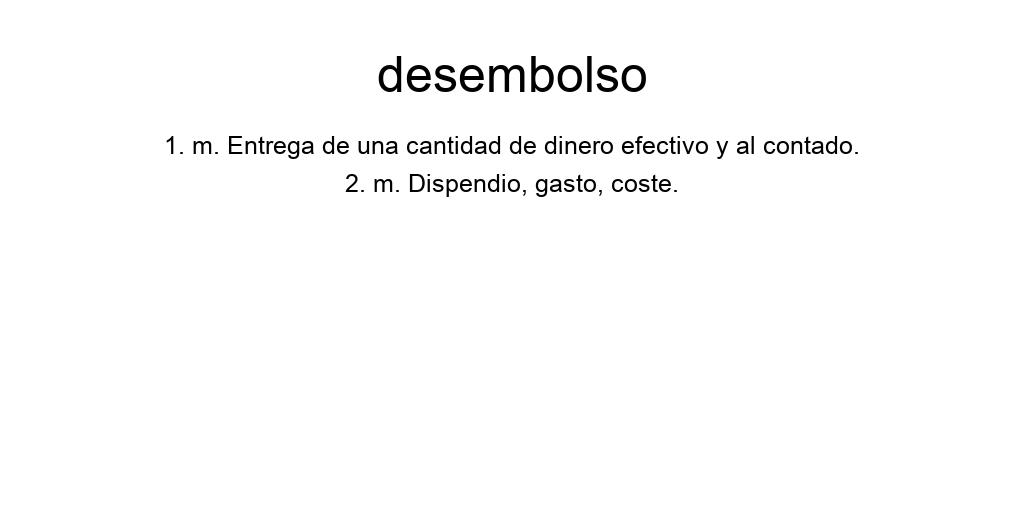 desembolso
1. m. Entrega de una cantidad de dinero efectivo y al contado.
2. m. Dispendio, gasto, coste.